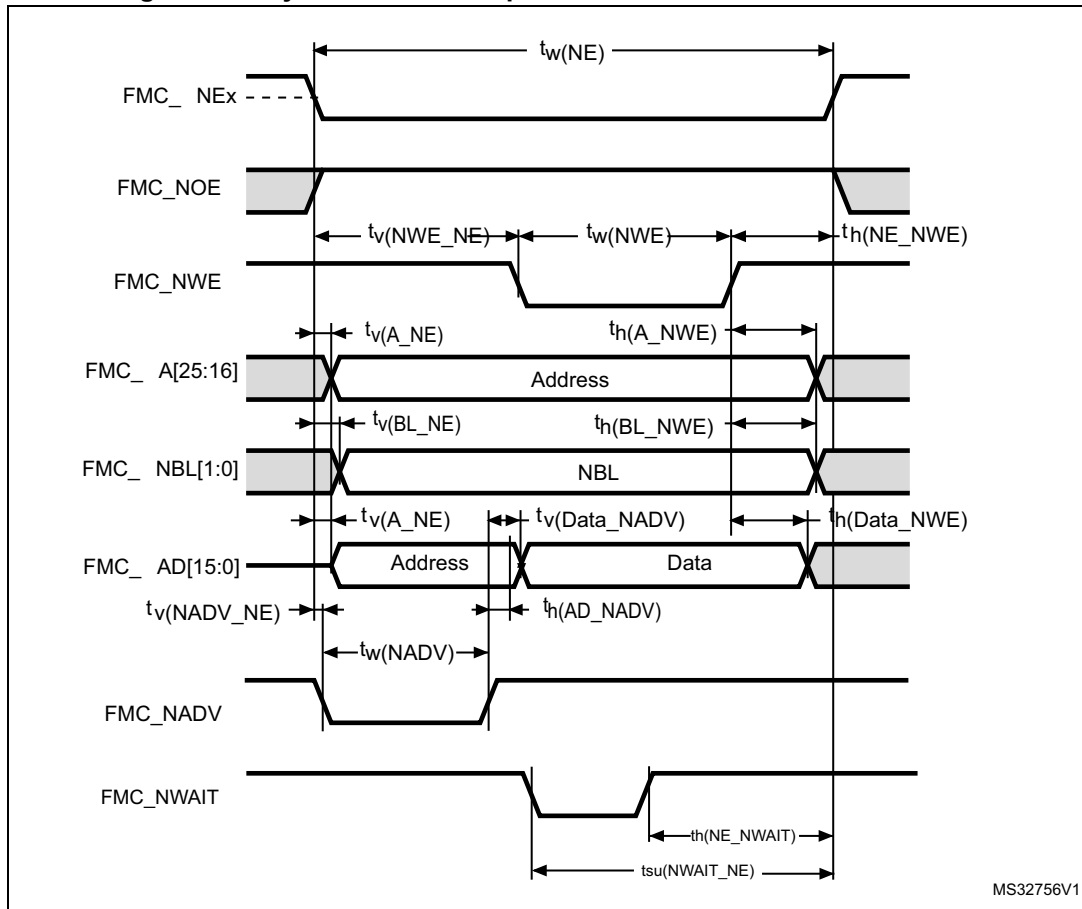 tw(NE)
FMC_ NEx
FMC_NOE
tv(NWE_NE) tw(NWE) th(NE_NWE)
FMC_NWE
tv(A_NE) th(A_NWE)
FMC_ A[25:16] Address
tv(BL_NE) th(BL_NWE)
FMC_ NBL[1:0] NBL
tv(A_NE) tv(Data_NADV) th(Data_NWE)
FMC_ AD[15:0] Address Data
tv(NADV_NE) th(AD_NADV)
tw(NADV)
FMC_NADV
FMC_NWAIT
th(NE_NWAIT)
tsu(NWAIT_NE)
MS32756V1